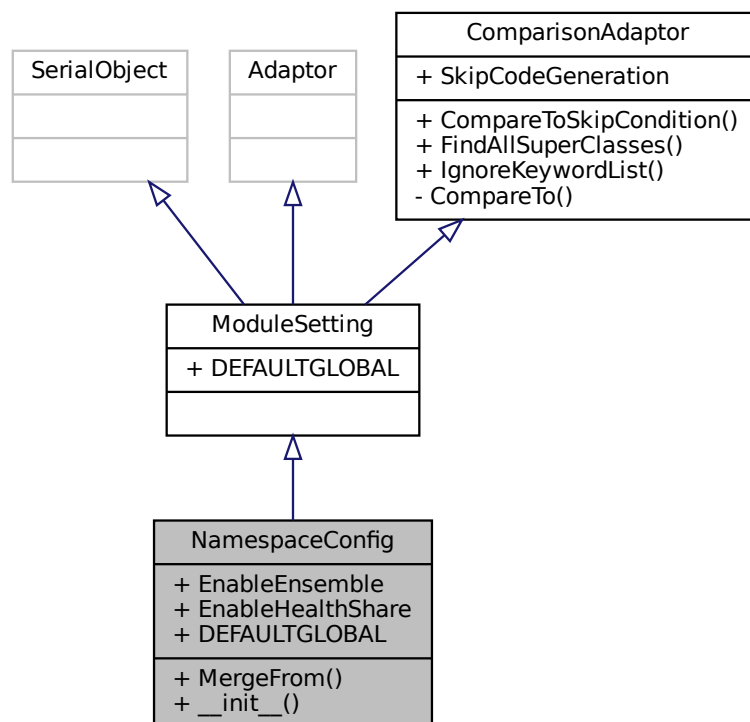 SerialObject
Adaptor
ComparisonAdaptor
+ SkipCodeGeneration
+ CompareToSkipCondition()
+ FindAllSuperClasses()
+ IgnoreKeywordList()
- CompareTo()
ModuleSetting
+ DEFAULTGLOBAL
NamespaceConfig
+ EnableEnsemble
+ EnableHealthShare
+ DEFAULTGLOBAL
+ MergeFrom()
+ __init__()